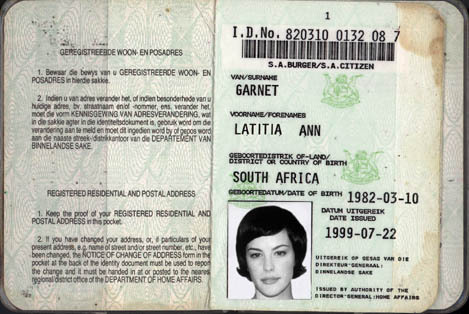 GEREGISTREERDE WOON- EN POSADRES
1. Bewaar die bewys van u GEREGISTREERDE WOON- EN
POSADRES in hierdie sakkie.
2. Indien u van adres verander het, of indien besonderhede van u
huidige adres, bv. straatnaam en/of -nommer, ens. verander het,
moet die vorm KENNISGEWING VAN ADRESVERANDERING, wat
in die sakkie agter in die identiteitsdokument is, gebruik word om die
verandering aan te meld en moet dit ingedien word by of gepos word
aan die naaste streek-/distrikkantoor van die DEPARTEMENT VAN
BINNELANDSE SAKE.
REGISTERED RESIDENTIAL AND POSTAL ADDRESS
1. Keep the proof of your REGISTERED RESIDENTIAL AND
POSTAL ADDRESS in this pocket.
2. If you have changed your address, or, if particulars of your
present address, e.g. name of street and/or street number, etc., have
been changed, the NOTICE OF CHANGE OF ADDRESS form in the
pocket at the back of the identity document must be used to report
the change and it must be handed in at or posted to the nearest
regional/district office of the DEPARTMENT OF HOME AFFAIRS.
1
I.D.No. 820310 0132 08 7
S.A.BURGER/S.A.CITIZEN
VAN/SURNAME
GARNET
VOORNAME/FORENAMES
LATITIA ANN
GEBOORTEDISTRIK OF-LAND/
DISTRICT OR COUNTRY OF BIRTH
SOUTH AFRICA
GEBOORTEDATUM/DATE OF BIRTH 1982-03-10
DATUM UITGEREIK
DATE ISSUED
1999-07-22
UITGEREIK OP GESAG VAN DIE
DIREKTEUR-GENERAAL:
BINNELANDSE SAKE
ISSUED BY AUTHORITY OF THE
DIRECTOR-GENERAL:HOME AFFAIRS